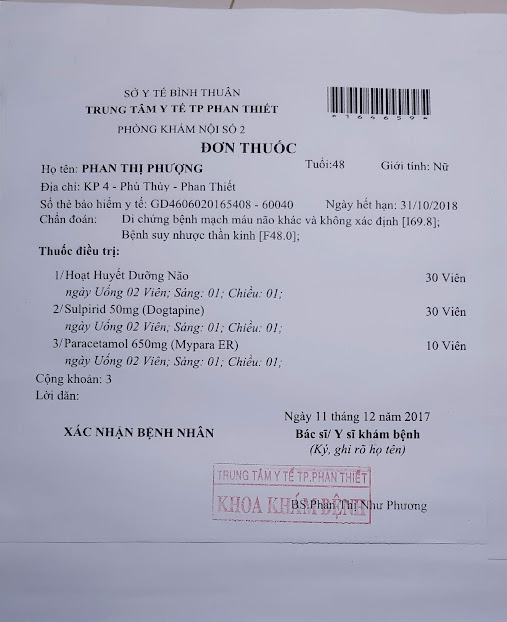 SỞ Y TẾ BÌNH THUẬN
TRUNG TÂM Y TẾ TP PHAN THIẾT
*164659*
PHÒNG KHÁM NỘI SỐ 2
ĐƠN THUỐC
Họ tên: PHAN THỊ PHƯỢNG Tuổi:48 Giới tính: Nữ
Địa chỉ: KP 4 - Phú Thủy - Phan Thiết
Số thẻ bảo hiểm y tế: GD4606020165408 - 60040 Ngày hết hạn: 31/10/2018
Chẩn đoán: Di chứng bệnh mạch máu não khác và không xác định [I69.8];
Bệnh suy nhược thần kinh [F48.0];
Thuốc điều trị:
1/Hoạt Huyết Dưỡng Não 30 Viên
ngày Uống 02 Viên; Sáng: 01; Chiều: 01;
2/Sulpirid 50mg (Dogtapine) 30 Viên
ngày Uống 02 Viên; Sáng: 01; Chiều: 01;
3/Paracetamol 650mg (Mypara ER) 10 Viên
ngày Uống 02 Viên; Sáng: 01; Chiều: 01;
Cộng khoản: 3
Lời dăn:
Ngày 11 tháng 12 năm 2017
XÁC NHẬN BỆNH NHÂN Bác sĩ/ Y sĩ khám bệnh
(Ký, ghi rõ họ tên)
TRUNG TÂM Y TẾ TP.PHAN THIẾT
KHOA KHÁM BỆNH
BS.Phan Thị Như Phương